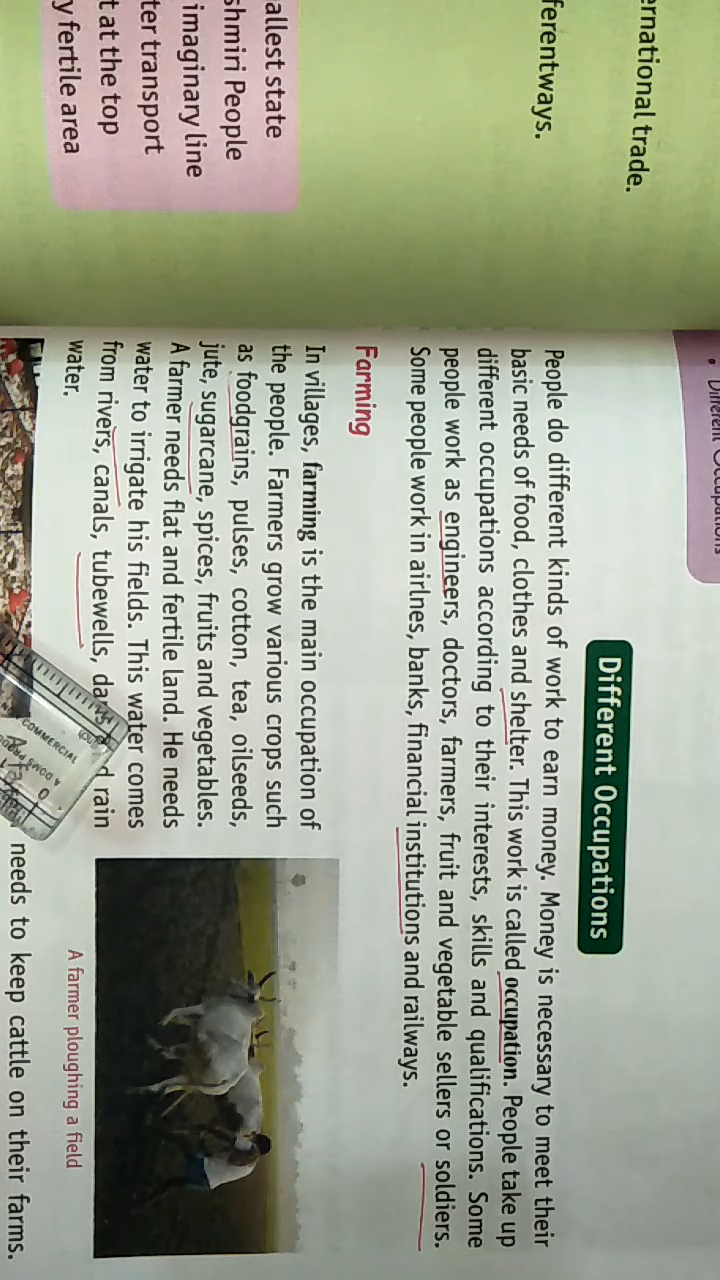 ernational trade.
ferentways.
allest state
shmiri People
imaginary line
ter transport
t at the top
y fertile area
Different Occupations
Different Occupations
People do different kinds of work to earn money. Money is necessary to meet their
basic needs of food, clothes and shelter. This work is called occupation. People take up
different occupations according to their interests, skills and qualifications. Some
people work as engineers, doctors, farmers, fruit and vegetable sellers or soldiers.
Some people work in airlnes, banks, financial institutions and railways.
Farming
In villages, farming is the main occupation of
the people. Farmers grow various crops such
as foodgrains, pulses, cotton, tea, oilseeds,
jute, sugarcane, spices, fruits and vegetables.
A farmer needs flat and fertile land. He needs
water to irrigate his fields. This water comes
from rivers, canals, tubewells, rain
water.
A farmer ploughing a field
needs to keep cattle on their farms.
COMMERCIAL
A DOMS
0